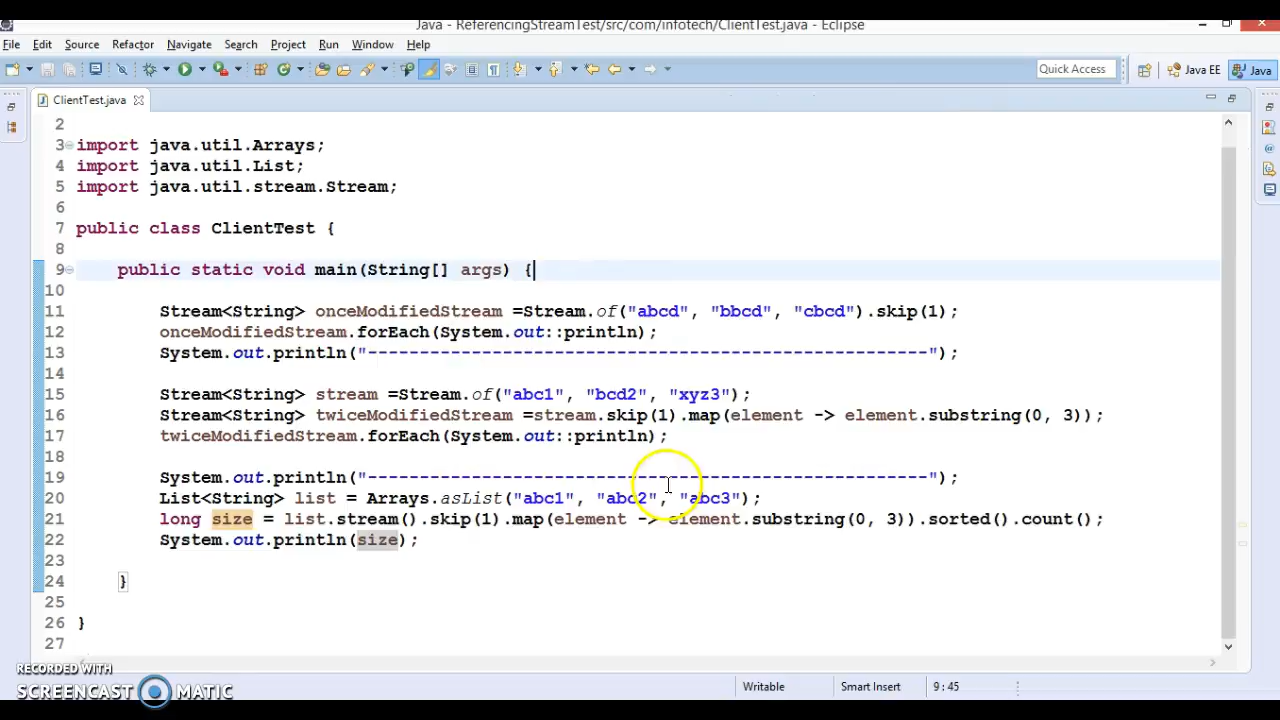 Java - ReferencingStreamTest/src/com/infotech/ClientTest.java - Eclipse
File Edit Source Refactor Navigate Search Project Run Window Help
Quick Access
Java EE
Java
ClientTest.java
2
3 import java.util.Arrays;
4 import java.util.List;
5 import java.util.stream.Stream;
6
7 public class ClientTest {
8
9 public static void main(String[] args) {
10
11 Stream<String> onceModifiedStream =Stream.of("abcd", "bbcd", "cbcd").skip(1);
12 onceModifiedStream.forEach(System.out::println);
13 System.out.println("------------------------------------------------------");
14
15 Stream<String> stream =Stream.of("abc1", "bcd2", "xyz3");
16 Stream<String> twiceModifiedStream =stream.skip(1).map(element -> element.substring(0, 3));
17 twiceModifiedStream.forEach(System.out::println);
18
19 System.out.println("------------------------------------------------------");
20 List<String> list = Arrays.asList("abc1", "abc2", "abc3");
21 long size = list.stream().skip(1).map(element -> element.substring(0, 3)).sorted().count();
22 System.out.println(size);
23
24 }
25
26 }
27
RECORDED WITH
SCREENCAST MATIC
Writable
Smart Insert
9 : 45